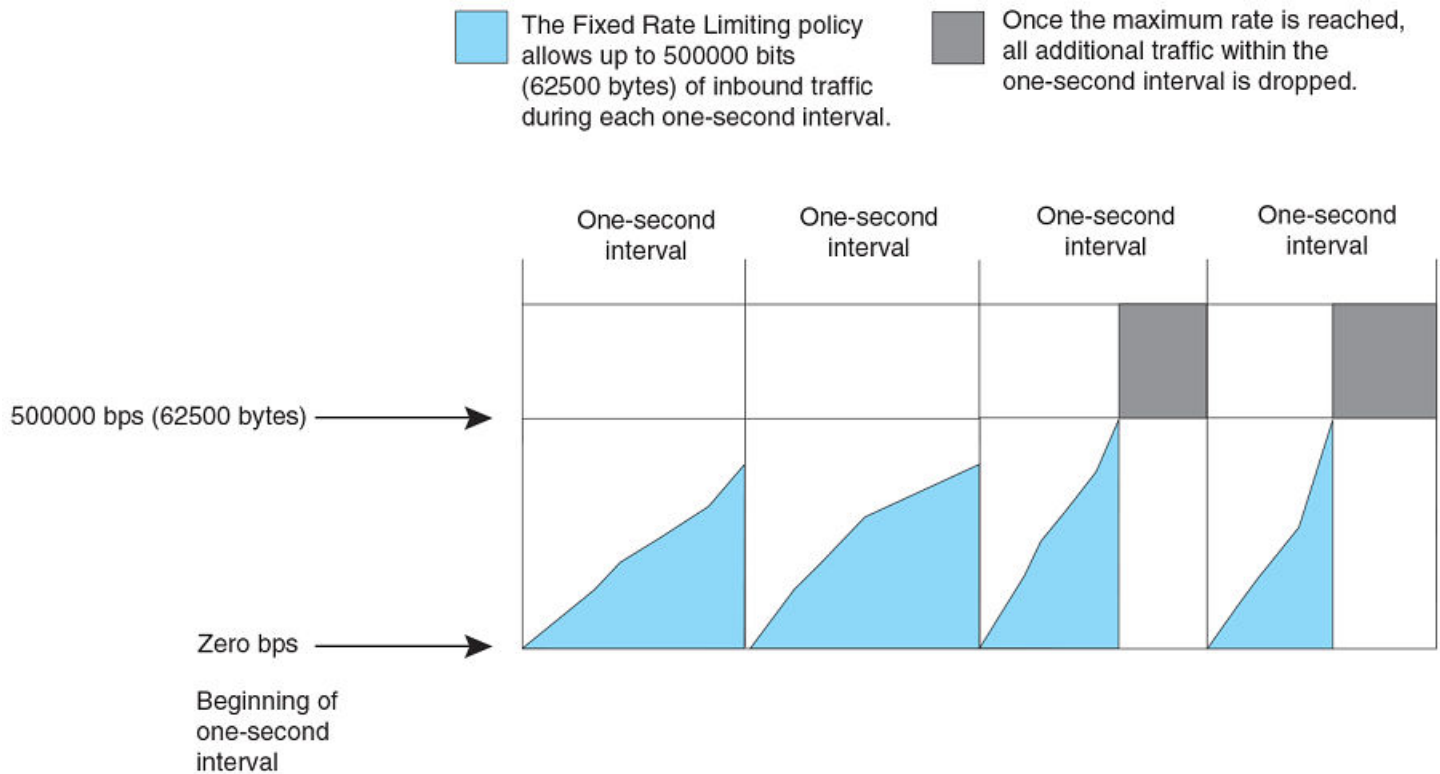 The Fixed Rate Limiting policy
allows up to 500000 bits
(62500 bytes) of inbound traffic
during each one-second interval.
Once the maximum rate is reached,
all additional traffic within the
one-second interval is dropped.
One-second
interval
One-second
interval
One-second
interval
One-second
interval
500000 bps (62500 bytes)
Zero bps
Beginning of
one-second
interval